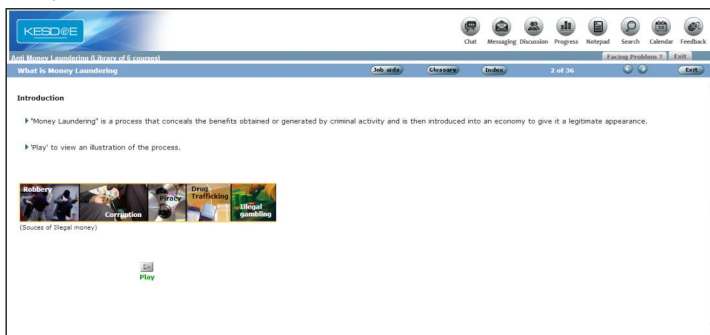 KESD@E
Chat Messaging Discussion Progress Notepad Search Calendar Feedback
Anti Money Laundering (Library of 6 courses)
Facing Problem ? Exit
What is Money Laundering Job aids Glossary Index 2 of 36 Exit
Introduction
"Money Laundering" is a process that conceals the benefits obtained or generated by criminal activity and is then introduced into an economy to give it a legitimate appearance.
'Play' to view an illustration of the process.
Robbery
Corruption
Piracy
Drug
Trafficking
Illegal
gambling
(Souces of Illegal money)
Play